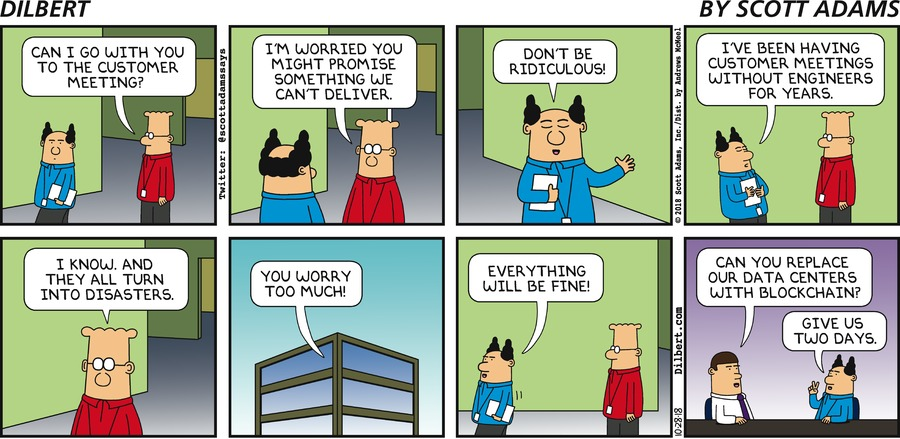 DILBERT
BY SCOTT ADAMS
CAN I GO WITH YOU
TO THE CUSTOMER
MEETING?
Twitter: @scottadamssays
I'M WORRIED YOU
MIGHT PROMISE
SOMETHING WE
CAN'T DELIVER.
DON'T BE
RIDICULOUS!
© 2018 Scott Adams, Inc./Dist. by Andrews McMeel
I'VE BEEN HAVING
CUSTOMER MEETINGS
WITHOUT ENGINEERS
FOR YEARS.
I KNOW. AND
THEY ALL TURN
INTO DISASTERS.
YOU WORRY
TOO MUCH!
EVERYTHING
WILL BE FINE!
10-28-18 Dilbert.com
CAN YOU REPLACE
OUR DATA CENTERS
WITH BLOCKCHAIN?
GIVE US
TWO DAYS.